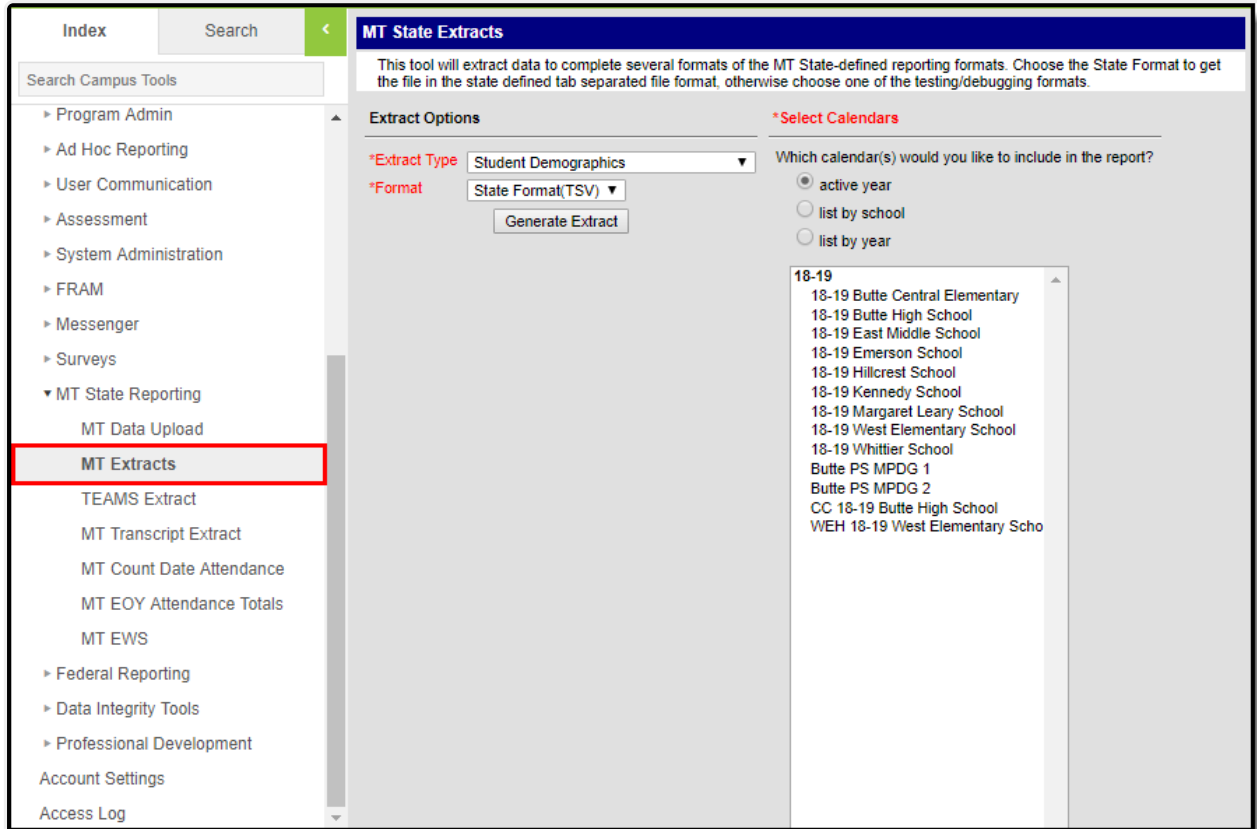 Index
Search
<
Search Campus Tools
Program Admin
Ad Hoc Reporting
User Communication
Assessment
System Administration
FRAM
Messenger
Surveys
MT State Reporting
MT Data Upload
MT Extracts
TEAMS Extract
MT Transcript Extract
MT Count Date Attendance
MT EOY Attendance Totals
MT EWS
Federal Reporting
Data Integrity Tools
Professional Development
Account Settings
Access Log
MT State Extracts
This tool will extract data to complete several formats of the MT State-defined reporting formats. Choose the State Format to get
the file in the state defined tab separated file format, otherwise choose one of the testing/debugging formats.
Extract Options
*Extract Type Student Demographics
*Format State Format(TSV)
Generate Extract
*Select Calendars
Which calendar(s) would you like to include in the report?
active year
list by school
list by year
18-19
18-19 Butte Central Elementary
18-19 Butte High School
18-19 East Middle School
18-19 Emerson School
18-19 Hillcrest School
18-19 Kennedy School
18-19 Margaret Leary School
18-19 West Elementary School
18-19 Whittier School
Butte PS MPDG 1
Butte PS MPDG 2
CC 18-19 Butte High School
WEH 18-19 West Elementary Scho